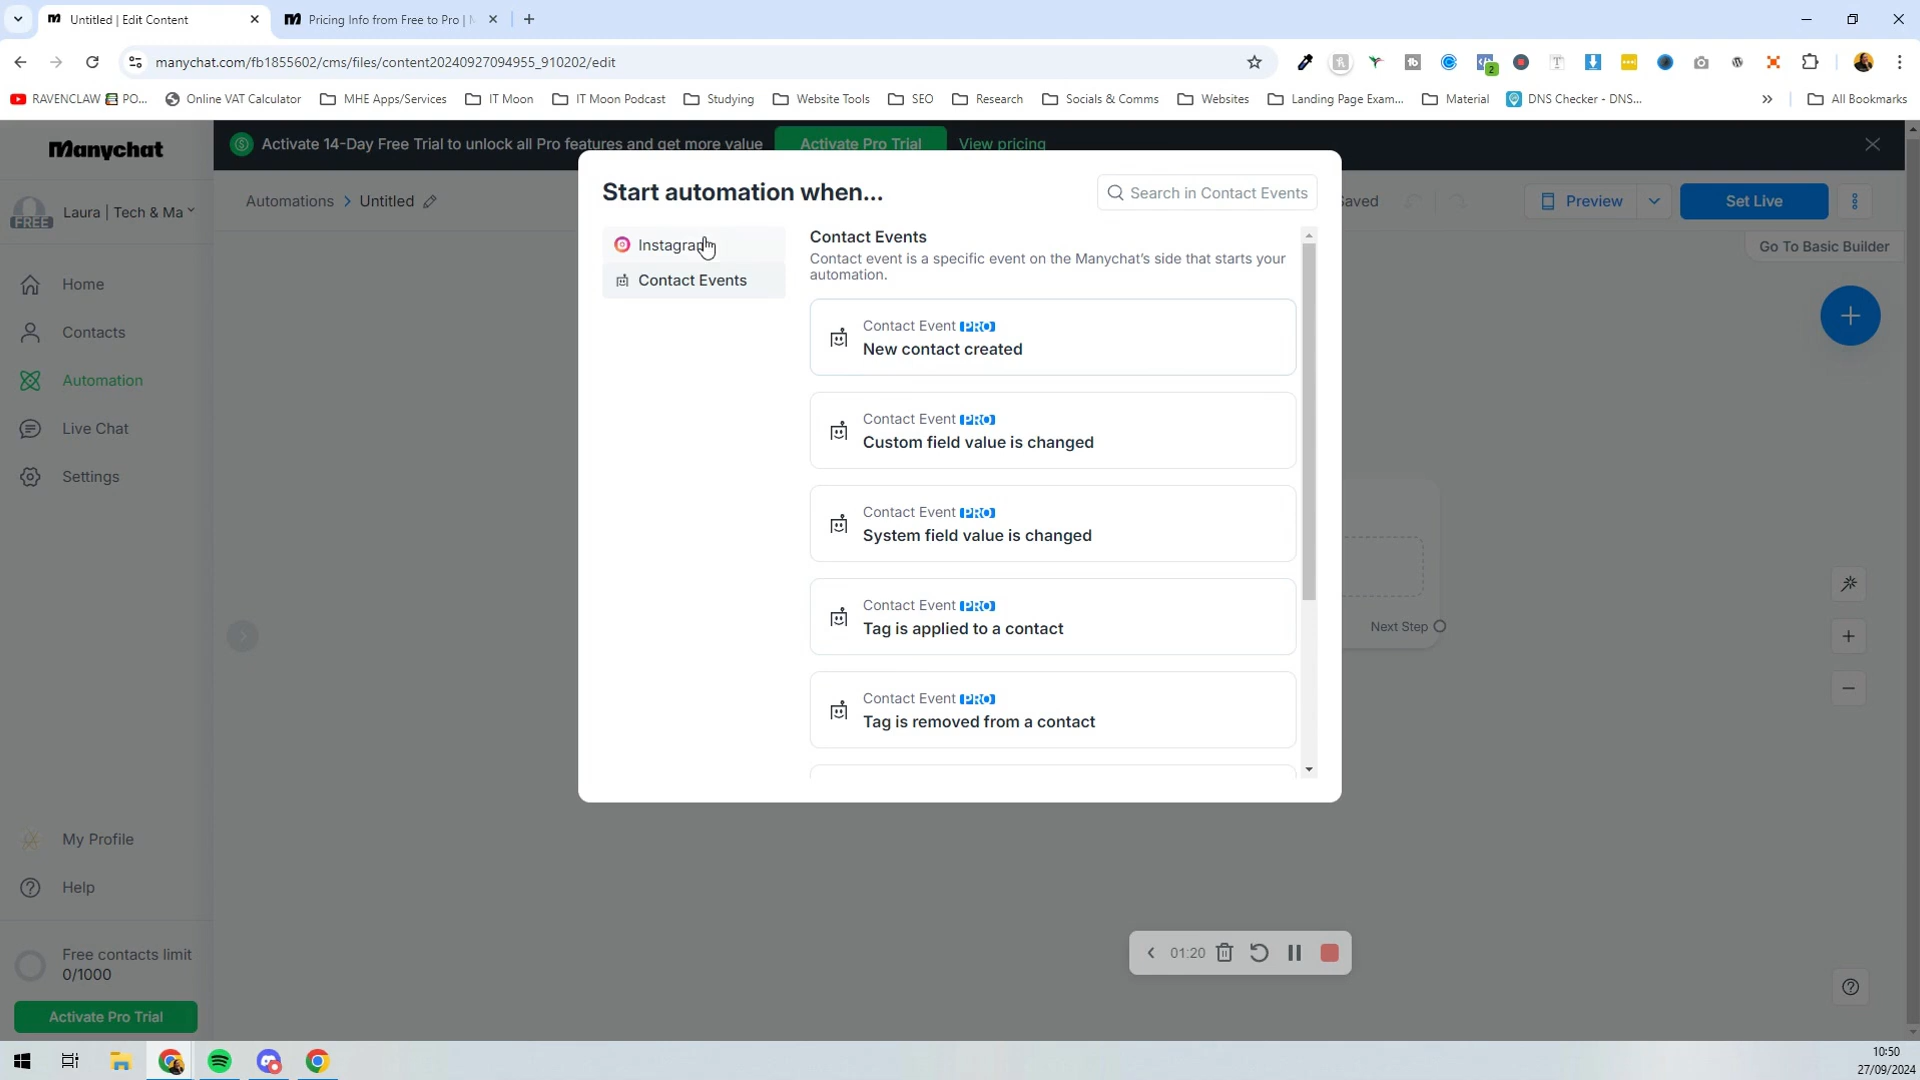 Untitled | Edit Content
Pricing Info from Free to Pro |
manychat.com/fb1855602/cms/files/content20240927094955_910202/edit
2
RAVENCLAW
PO...
Online VAT Calculator
MHE Apps/Services
IT Moon
IT Moon Podcast
Studying
Website Tools
SEO
Research
Socials & Comms
Websites
Landing Page Exam...
Material
DNS Checker - DNS...
All Bookmarks
Manychat
Activate 14-Day Free Trial to unlock all Pro features and get more value
Activate Pro Trial
View pricing
FREE
Laura | Tech & Ma
Automations > Untitled
Saved
Preview
Set Live
Go To Basic Builder
Home
Contacts
Automation
Live Chat
Settings
My Profile
Help
Free contacts limit
0/1000
Activate Pro Trial
Start automation when...
Search in Contact Events
Instagram
Contact Events
Contact Events
Contact event is a specific event on the Manychat's side that starts your
automation.
Contact Event PRO
New contact created
Contact Event PRO
Custom field value is changed
Contact Event PRO
System field value is changed
Contact Event PRO
Tag is applied to a contact
Contact Event PRO
Tag is removed from a contact
Next Step
01:20
10:50
27/09/2024